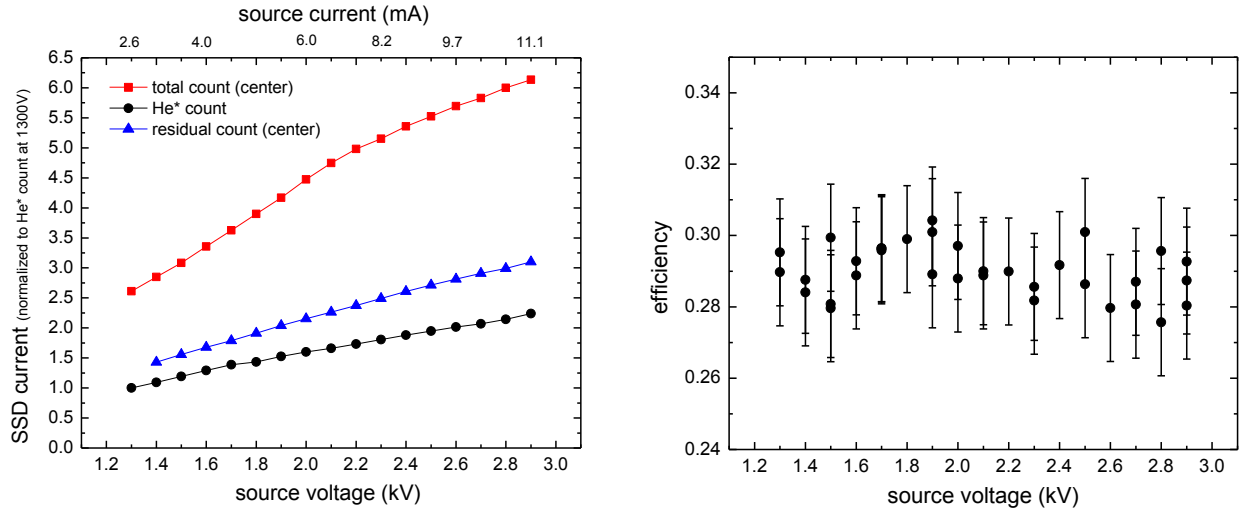 source current (mA)
2.6 4.0 6.0 8.2 9.7 11.1
6.5
6.0
5.5
5.0
4.5
4.0
3.5
3.0
2.5
2.0
1.5
1.0
0.5
0.0
total count (center)
He* count
residual count (center)
SSD current (normalized to He* count at 1300V)
1.2 1.4 1.6 1.8 2.0 2.2 2.4 2.6 2.8 3.0
source voltage (kV)
0.34
0.32
0.30
0.28
0.26
0.24
efficiency
1.2 1.4 1.6 1.8 2.0 2.2 2.4 2.6 2.8 3.0
source voltage (kV)